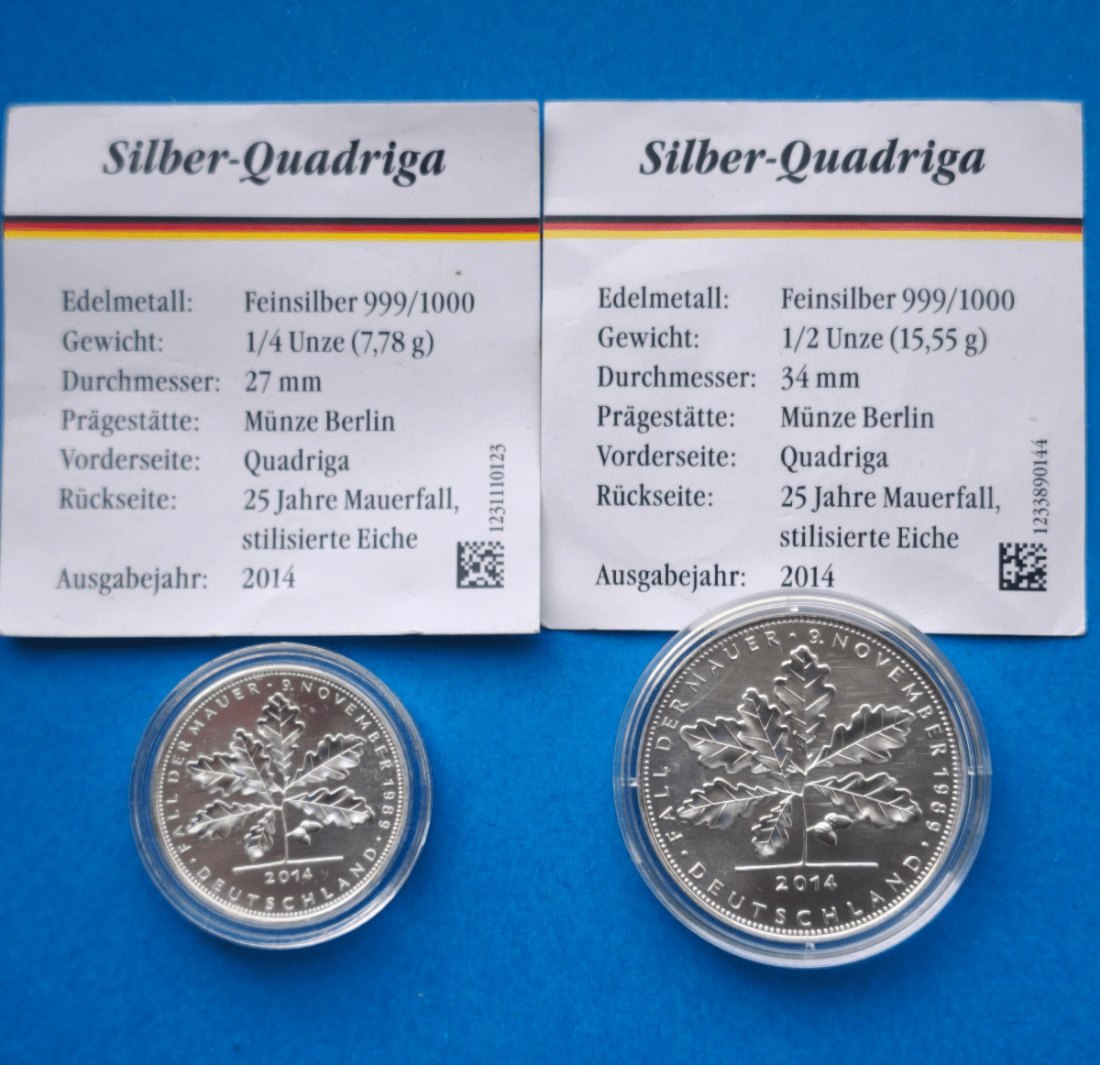 Silber-Quadriga
Edelmetall: Feinsilber 999/1000
Gewicht: 1/4 Unze (7,78 g)
Durchmesser: 27 mm
Prägestätte: Münze Berlin
Vorderseite: Quadriga
Rückseite: 25 Jahre Mauerfall,
stilisierte Eiche
Ausgabejahr: 2014
1231110123
Silber-Quadriga
Edelmetall: Feinsilber 999/1000
Gewicht: 1/2 Unze (15,55 g)
Durchmesser: 34 mm
Prägestätte: Münze Berlin
Vorderseite: Quadriga
Rückseite: 25 Jahre Mauerfall,
stilisierte Eiche
Ausgabejahr: 2014
1233890144
FALL DER MAUER · 9. NOVEMBER 1989 ·
2014
· DEUTSCHLAND ·
FALL DER MAUER · 9. NOVEMBER 1989 ·
2014
· DEUTSCHLAND ·